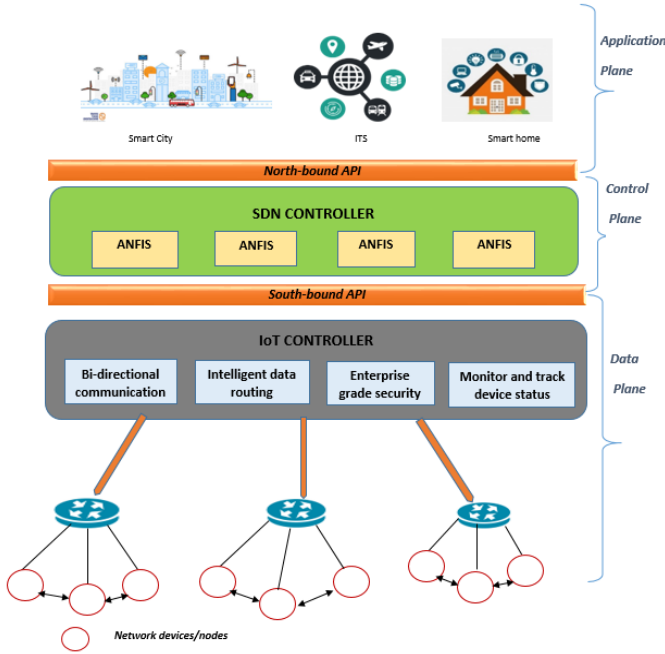 Application
Plane
Smart City
ITS
Smart home
North-bound API
SDN CONTROLLER
Control
Plane
ANFIS
ANFIS
ANFIS
ANFIS
South-bound API
IoT CONTROLLER
Bi-directional
communication
Intelligent data
routing
Enterprise
grade security
Monitor and track
device status
Data
Plane
Network devices/nodes